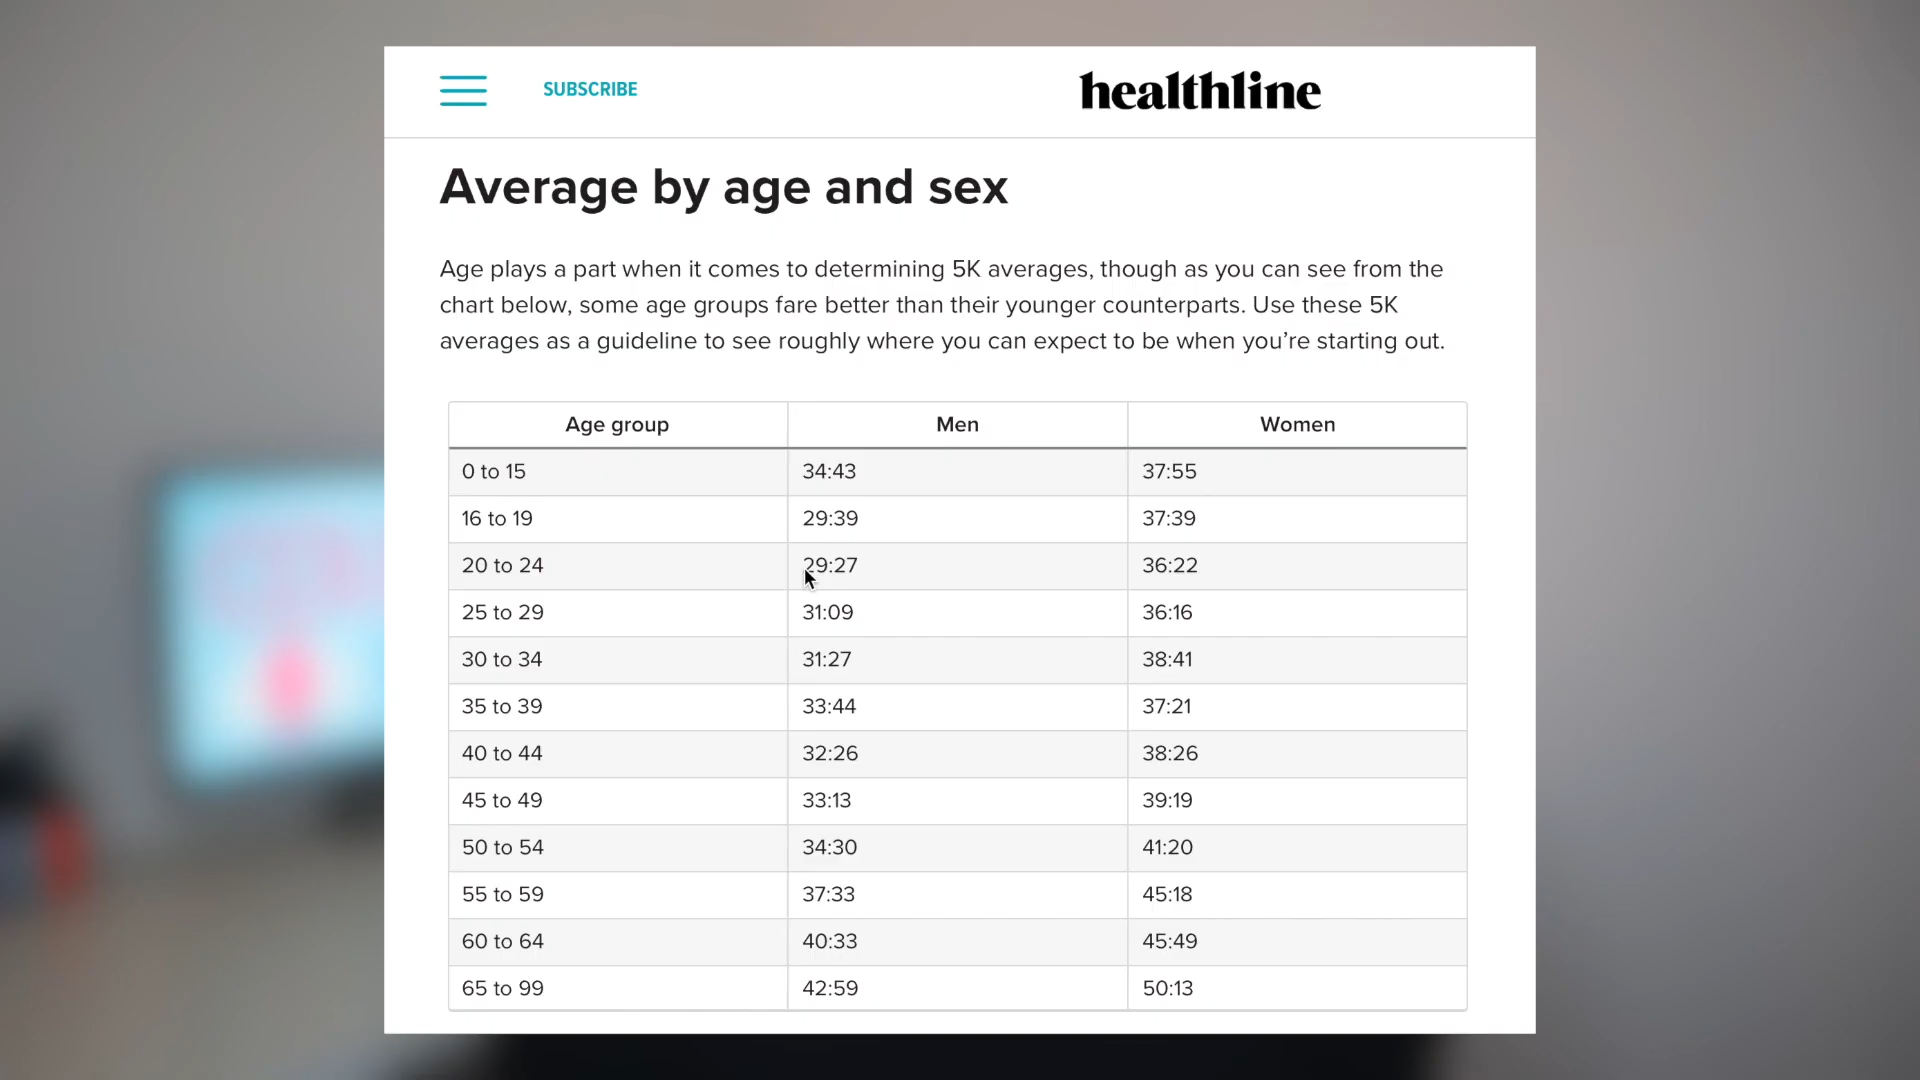 SUBSCRIBE
healthline
Average by age and sex
Age plays a part when it comes to determining 5K averages, though as you can see from the
chart below, some age groups fare better than their younger counterparts. Use these 5K
averages as a guideline to see roughly where you can expect to be when you’re starting out.
Age group Men Women
0 to 15 34:43 37:55
16 to 19 29:39 37:39
20 to 24 29:27 36:22
25 to 29 31:09 36:16
30 to 34 31:27 38:41
35 to 39 33:44 37:21
40 to 44 32:26 38:26
45 to 49 33:13 39:19
50 to 54 34:30 41:20
55 to 59 37:33 45:18
60 to 64 40:33 45:49
65 to 99 42:59 50:13